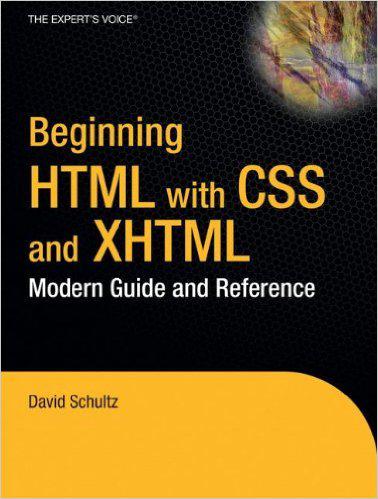 THE EXPERT'S VOICE®
Beginning
HTML with CSS
and XHTML
Modern Guide and Reference
David Schultz